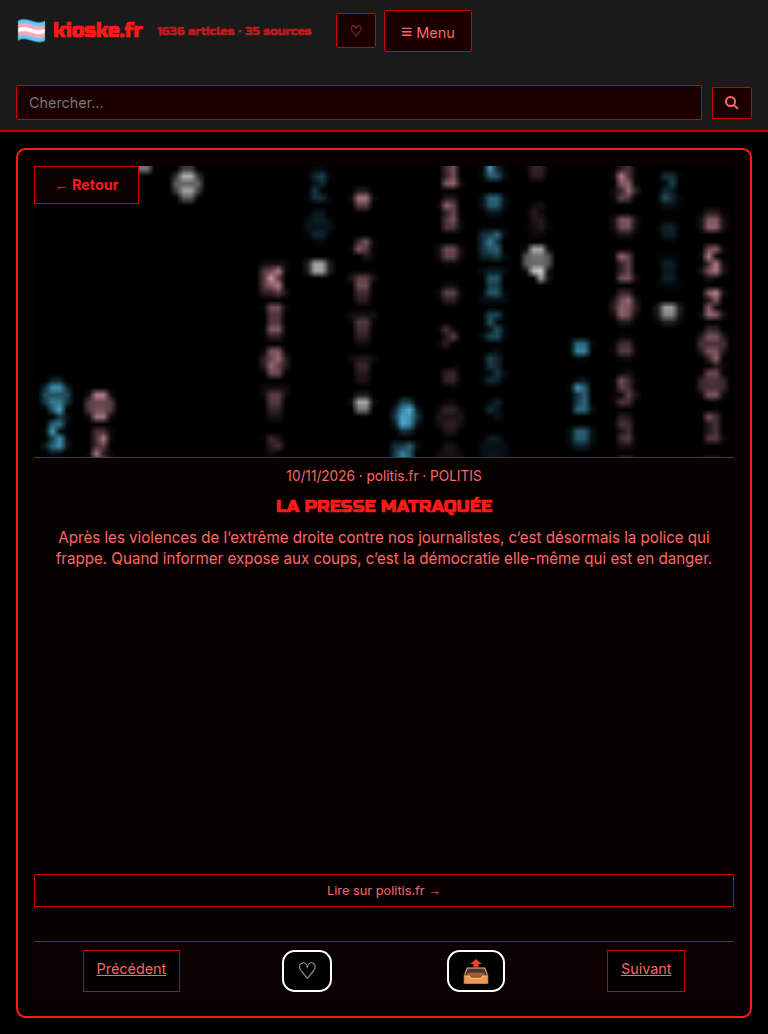 kioske.fr
1636 articles · 35 sources
♡
≡ Menu
Chercher...
← Retour
10/11/2026 · politis.fr · POLITIS
LA PRESSE MATRAQUÉE
Après les violences de l’extrême droite contre nos journalistes, c’est désormais la police qui
frappe. Quand informer expose aux coups, c’est la démocratie elle-même qui est en danger.
Lire sur politis.fr →
Précédent
♡
Suivant